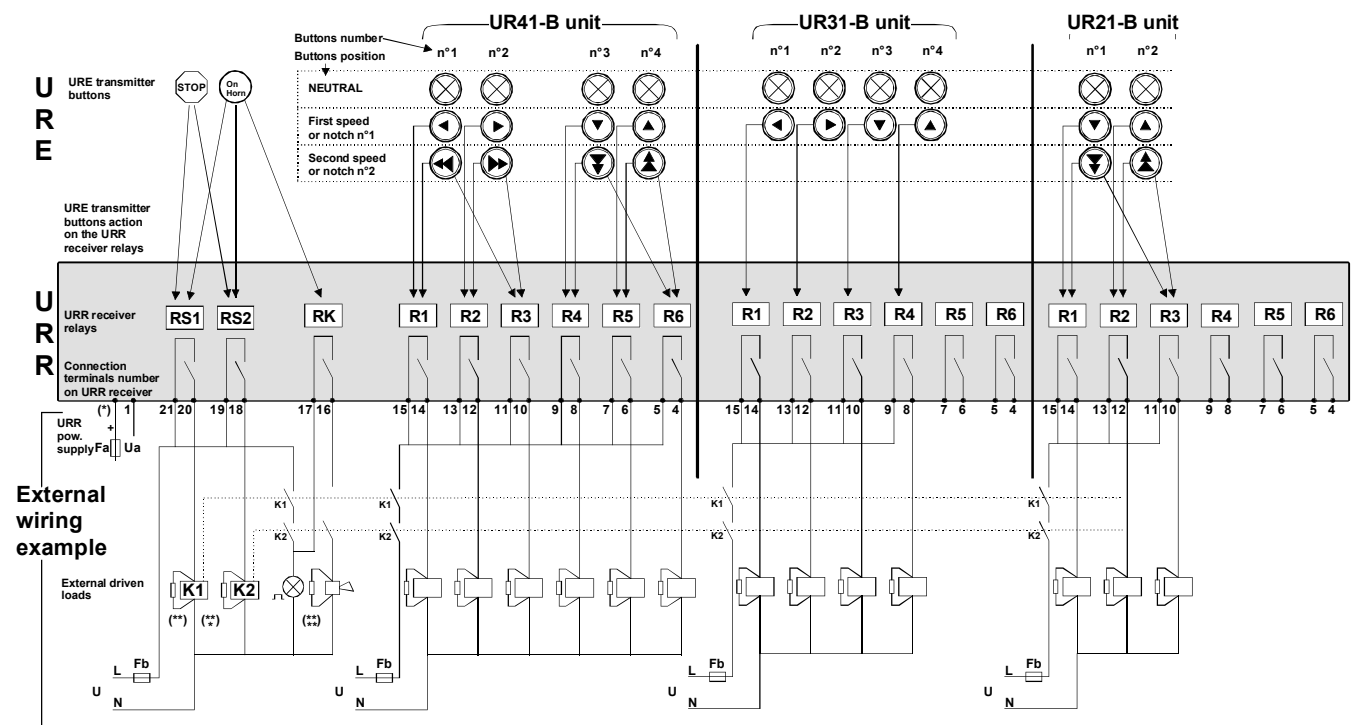 UR41-B unit UR31-B unit UR21-B unit
Buttons number n°1 n°2 n°3 n°4 n°1 n°2 n°3 n°4 n°1 n°2
Buttons position
URE
URE transmitter
buttons
STOP
On
Horn
NEUTRAL
First speed
or notch n°1
Second speed
or notch n°2
URE transmitter
buttons action
on the URR
receiver relays
URR
URR receiver
relays
RS1 RS2 RK R1 R2 R3 R4 R5 R6 R1 R2 R3 R4 R5 R6 R1 R2 R3 R4 R5 R6
Connection
terminals number
on URR receiver
(*) 1 21 20 19 18 17 16 15 14 13 12 11 10 9 8 7 6 5 4 15 14 13 12 11 10 9 8 7 6 5 4 15 14 13 12 11 10 9 8 7 6 5 4
URR
pow.
supply
+
Fa Ua
External
wiring
example
K1 K1 K1 K1
K2 K2 K2 K2
External driven
loads
K1 K2
(**) (***) (****)
L Fb L Fb L Fb L Fb
U U U U
N N N N